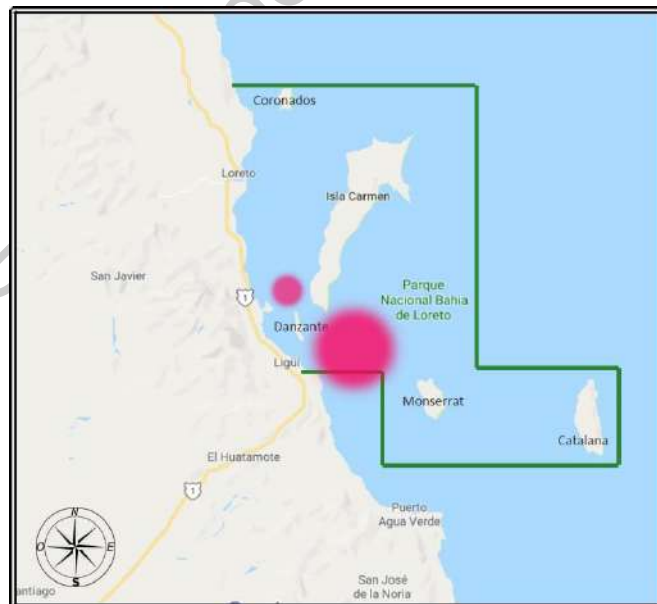 Coronados
Loreto
Isla Carmen
San Javier
Parque
Nacional Bahia
de Loreto
1
Danzante
Ligüí
Monserrat
Catalana
El Huatamote
1
Puerto
Agua Verde
N
O
E
S
San José
de la Noria
antiago